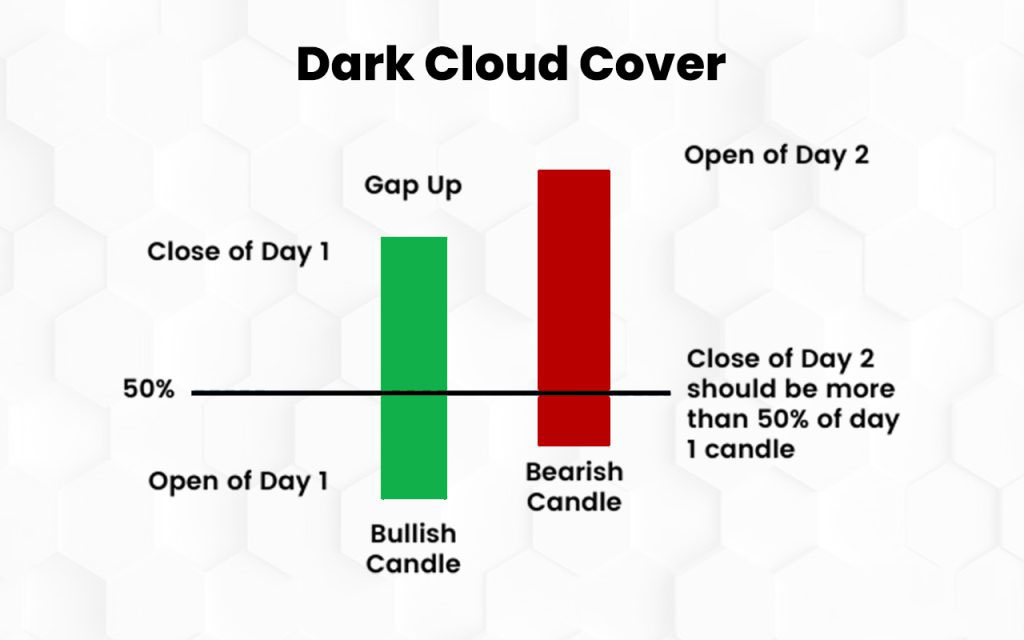 Dark Cloud Cover
Open of Day 2
Gap Up
Close of Day 1
50%
Close of Day 2
should be more
than 50% of day
1 candle
Open of Day 1
Bearish
Candle
Bullish
Candle